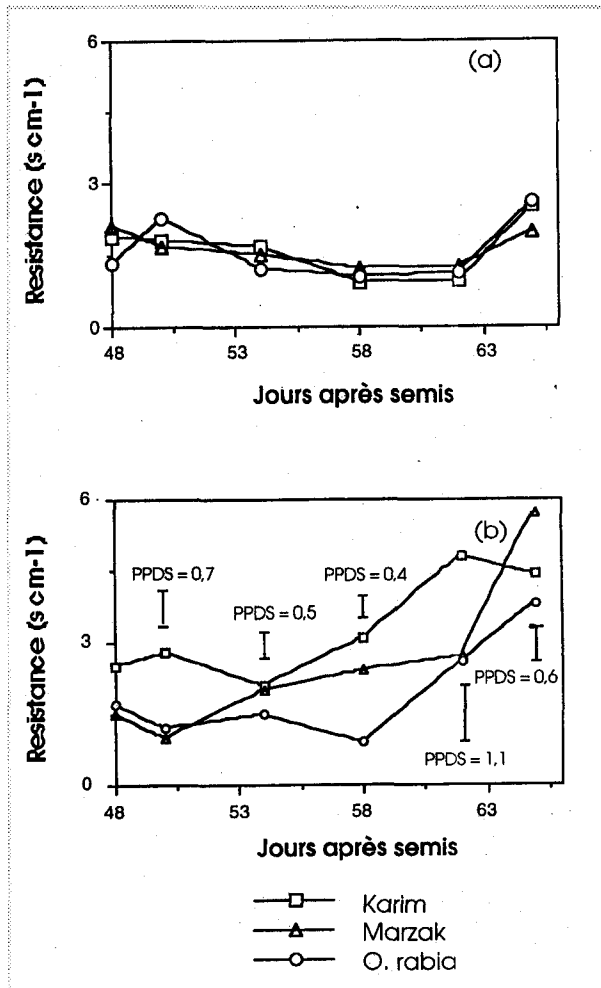 6
(a)
Resistance (s cm-1)
3
0
48
53
58
63
Jours après semis
6
(b)
PPDS = 0,7
PPDS = 0,4
PPDS = 0,5
Resistance (s cm-1)
3
PPDS = 0,6
PPDS = 1,1
0
48
53
58
63
Jours après semis
Karim
Marzak
O. rabia